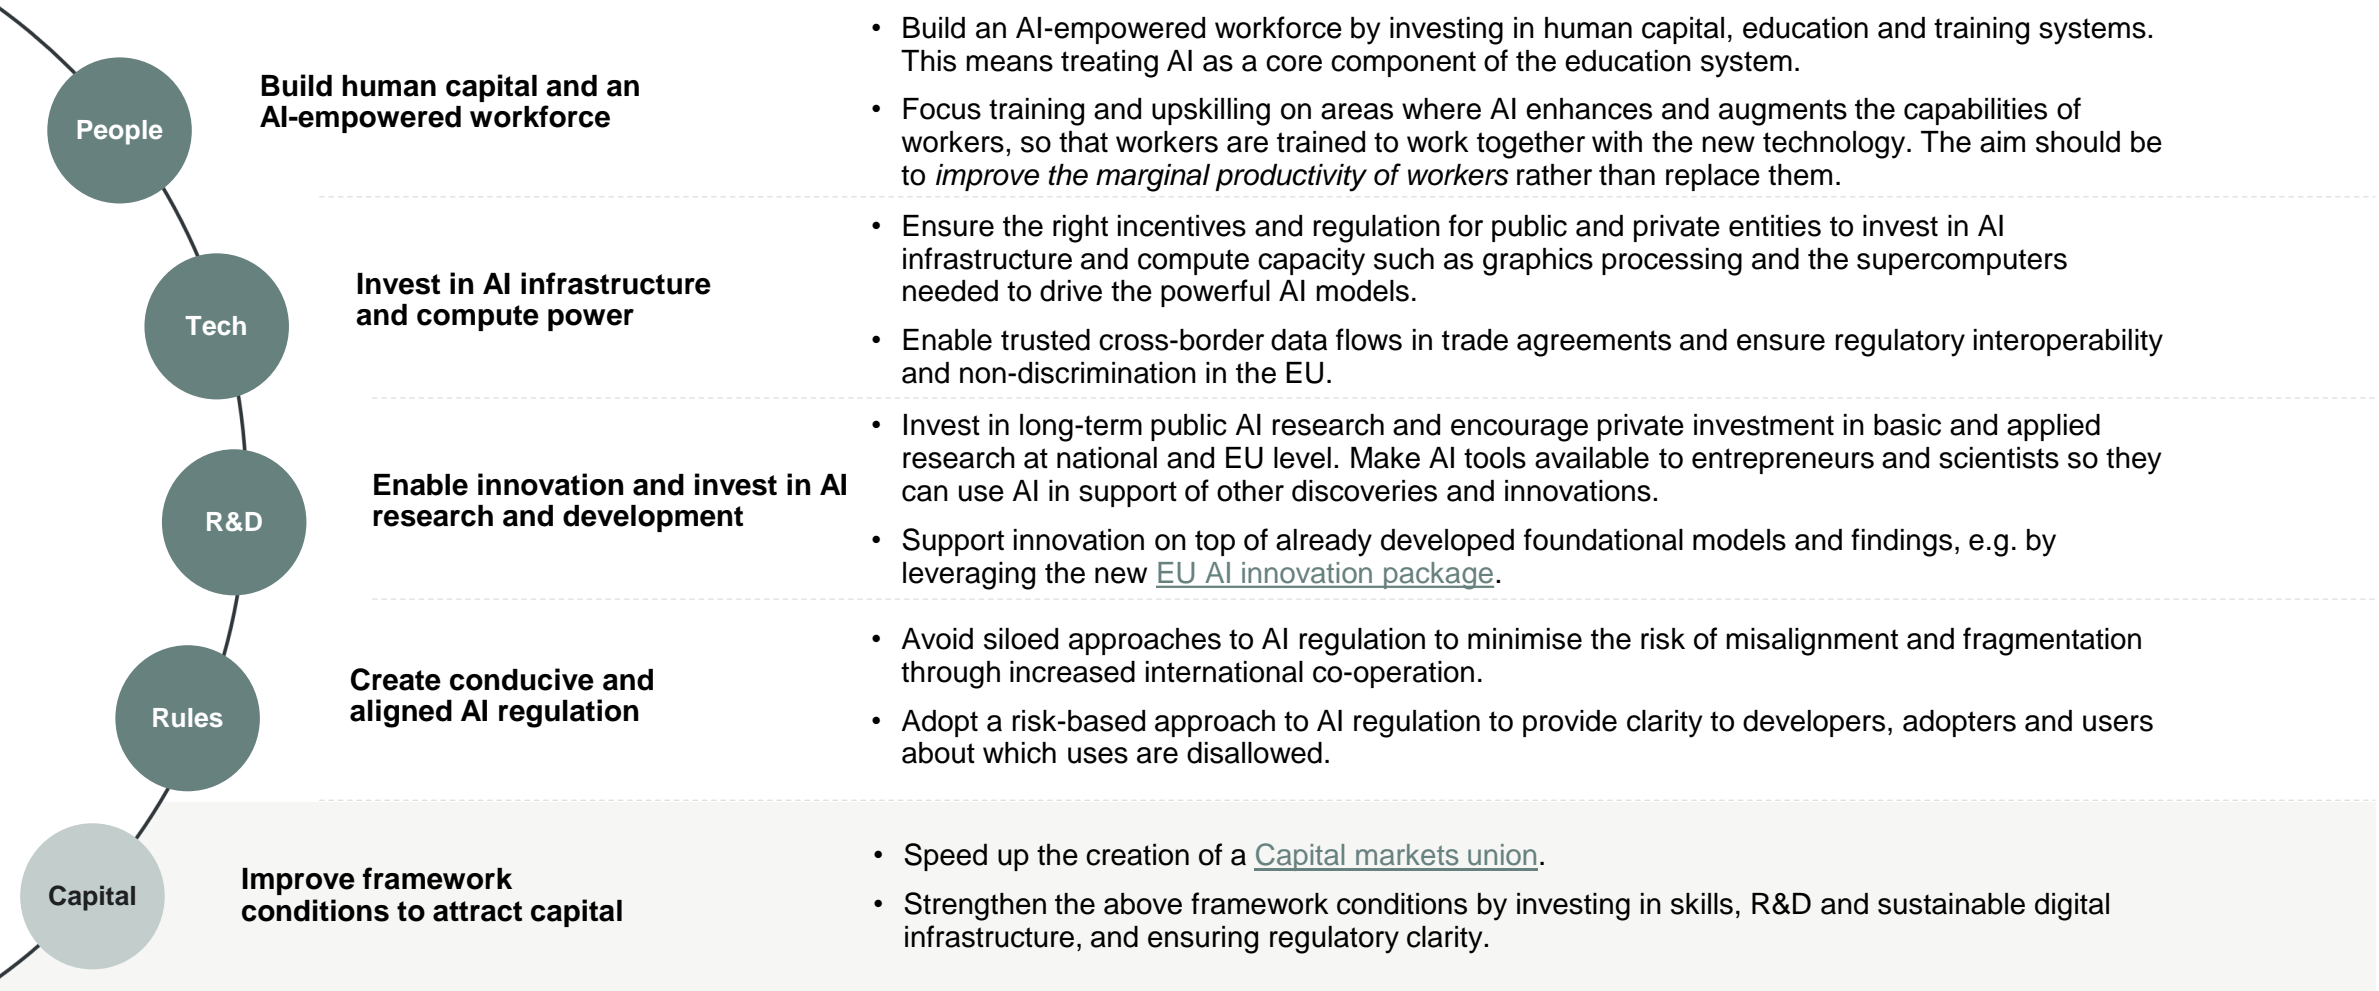 People
Build human capital and an
AI-empowered workforce
• Build an AI-empowered workforce by investing in human capital, education and training systems.
This means treating AI as a core component of the education system.
• Focus training and upskilling on areas where AI enhances and augments the capabilities of
workers, so that workers are trained to work together with the new technology. The aim should be
to improve the marginal productivity of workers rather than replace them.
Tech
Invest in AI infrastructure
and compute power
• Ensure the right incentives and regulation for public and private entities to invest in AI
infrastructure and compute capacity such as graphics processing and the supercomputers
needed to drive the powerful AI models.
• Enable trusted cross-border data flows in trade agreements and ensure regulatory interoperability
and non-discrimination in the EU.
R&D
Enable innovation and invest in AI
research and development
• Invest in long-term public AI research and encourage private investment in basic and applied
research at national and EU level. Make AI tools available to entrepreneurs and scientists so they
can use AI in support of other discoveries and innovations.
• Support innovation on top of already developed foundational models and findings, e.g. by
leveraging the new EU AI innovation package.
Rules
Create conducive and
aligned AI regulation
• Avoid siloed approaches to AI regulation to minimise the risk of misalignment and fragmentation
through increased international co-operation.
• Adopt a risk-based approach to AI regulation to provide clarity to developers, adopters and users
about which uses are disallowed.
Capital
Improve framework
conditions to attract capital
• Speed up the creation of a Capital markets union.
• Strengthen the above framework conditions by investing in skills, R&D and sustainable digital
infrastructure, and ensuring regulatory clarity.